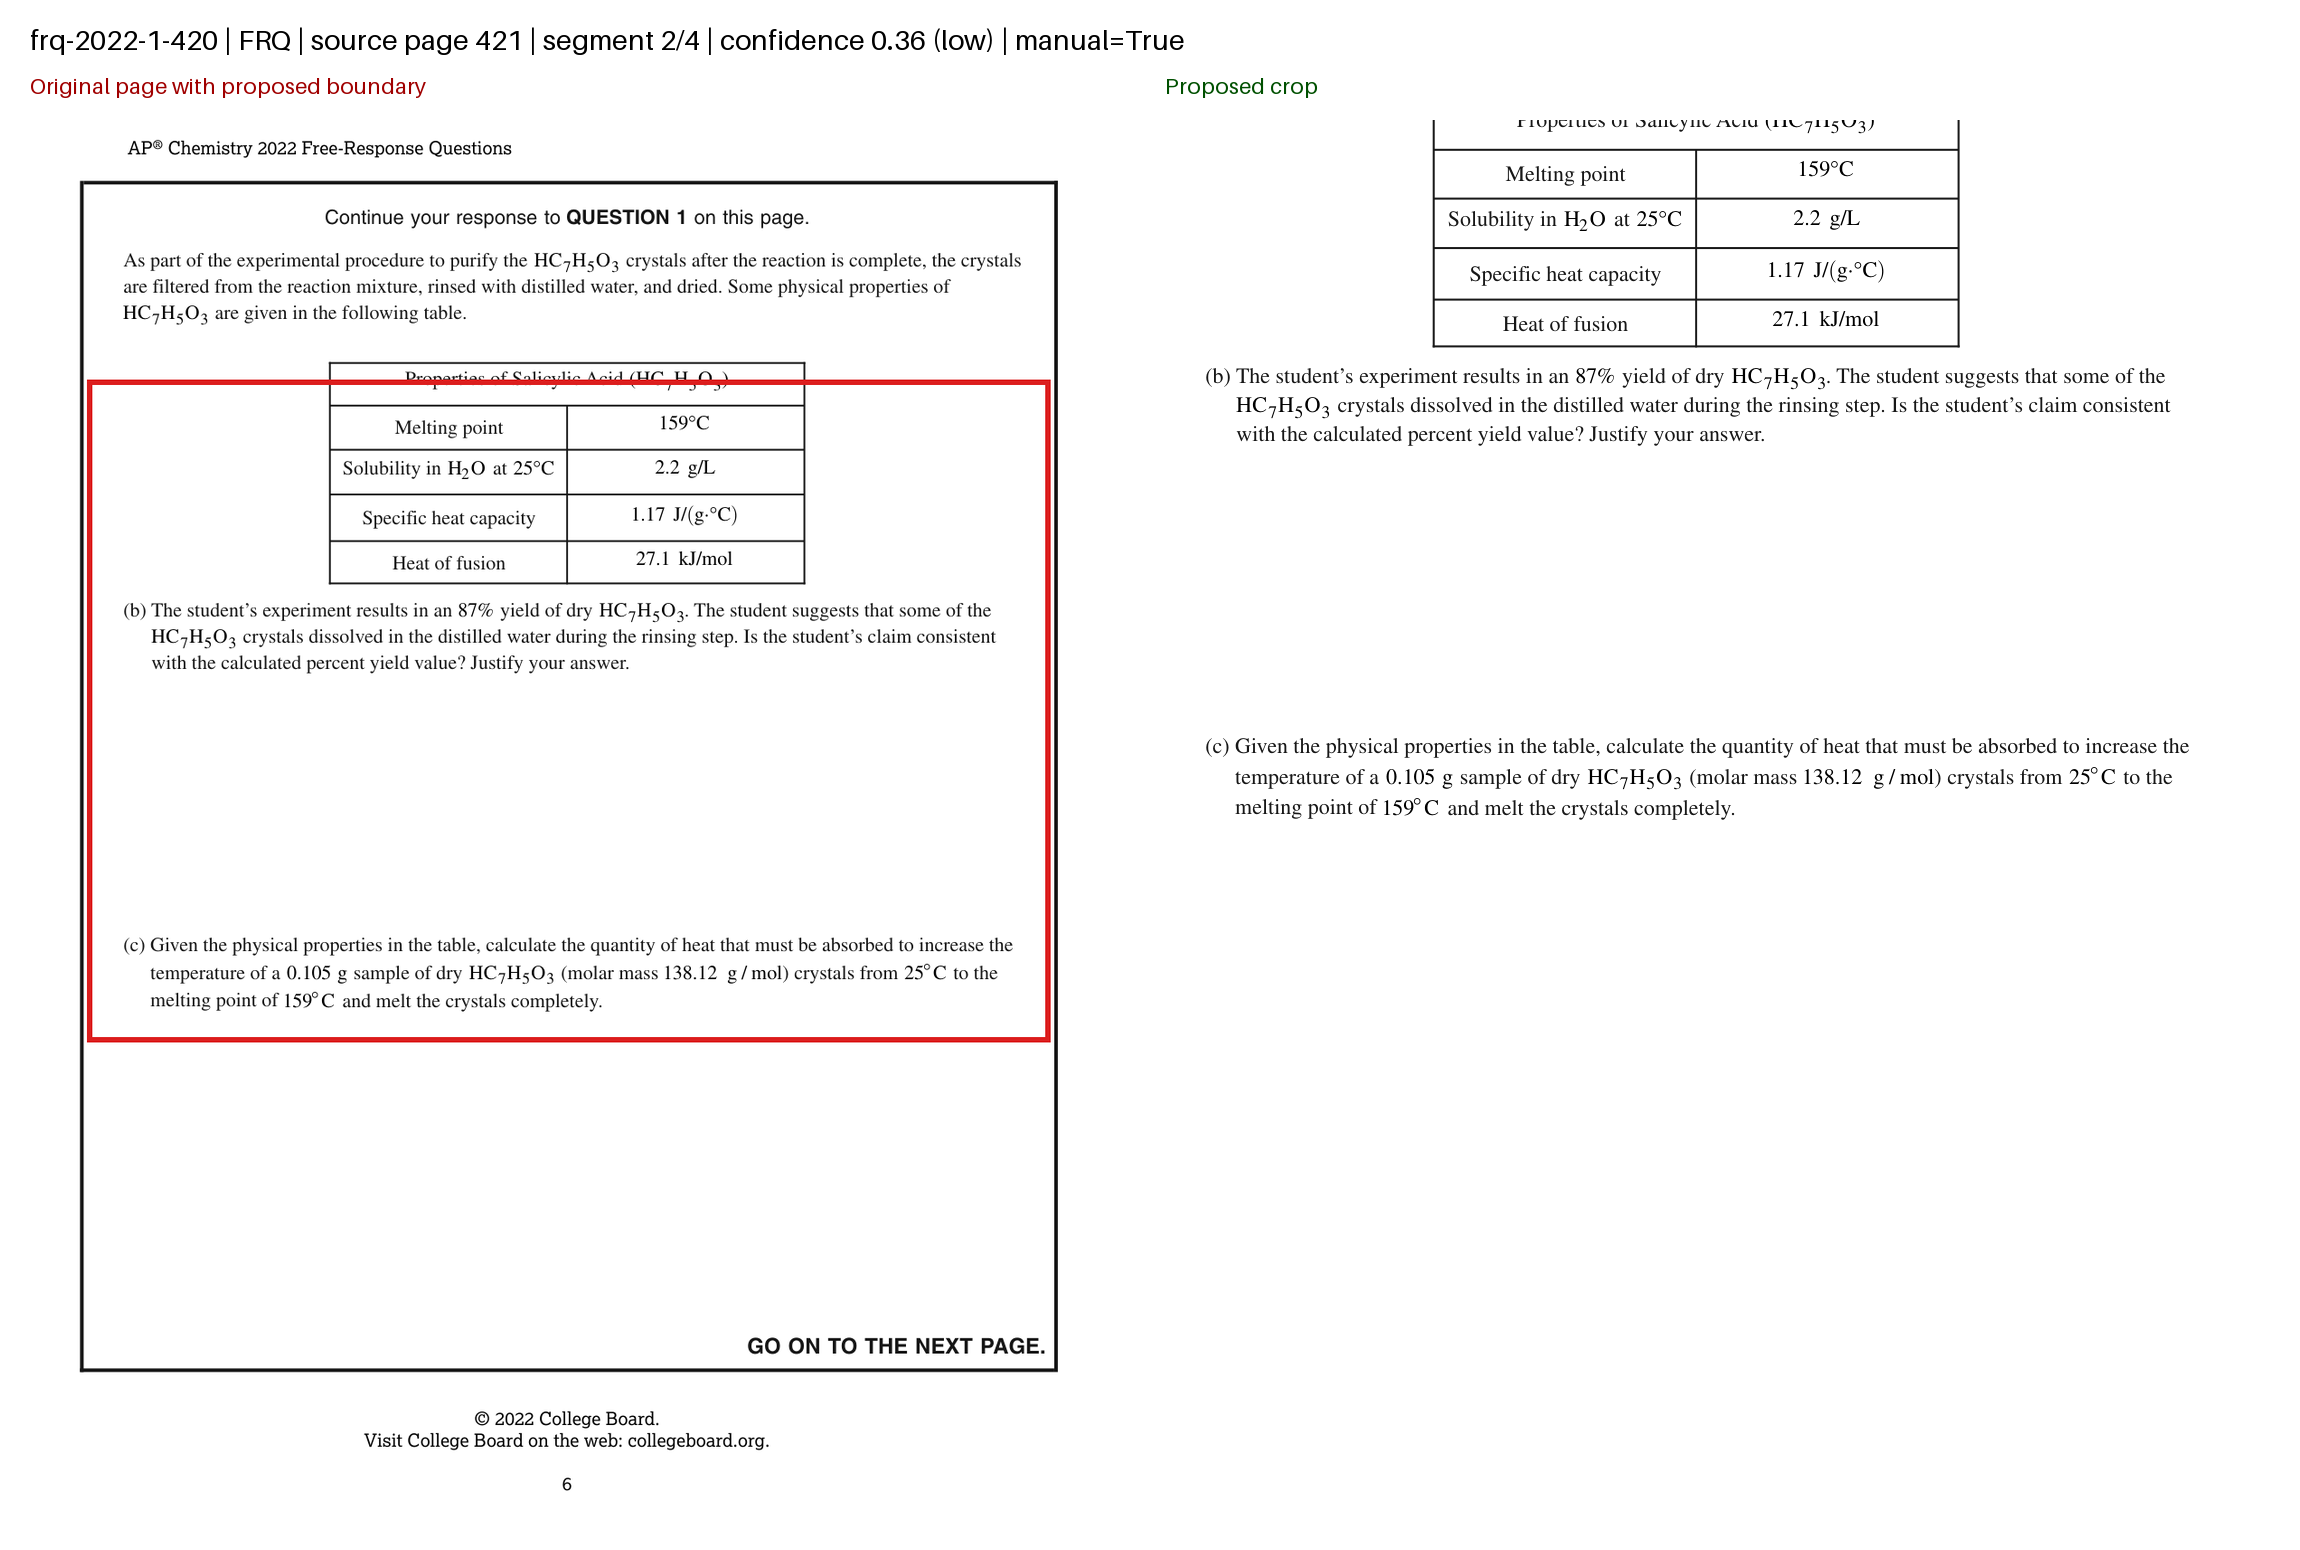 frq-2022-1-420 | FRQ | source page 421 | segment 2/4 | confidence 0.36 (low) | manual=True
Original page with proposed boundary
AP® Chemistry 2022 Free-Response Questions
Continue your response to QUESTION 1 on this page.
As part of the experimental procedure to purify the HC₇H₅O₃ crystals after the reaction is complete, the crystals
are filtered from the reaction mixture, rinsed with distilled water, and dried. Some physical properties of
HC₇H₅O₃ are given in the following table.
Properties of Salicylic Acid (HC₇H₅O₃)
Melting point 159°C
Solubility in H₂O at 25°C 2.2 g/L
Specific heat capacity 1.17 J/(g·°C)
Heat of fusion 27.1 kJ/mol
(b) The student’s experiment results in an 87% yield of dry HC₇H₅O₃. The student suggests that some of the
HC₇H₅O₃ crystals dissolved in the distilled water during the rinsing step. Is the student’s claim consistent
with the calculated percent yield value? Justify your answer.
(c) Given the physical properties in the table, calculate the quantity of heat that must be absorbed to increase the
temperature of a 0.105 g sample of dry HC₇H₅O₃ (molar mass 138.12 g / mol) crystals from 25°C to the
melting point of 159°C and melt the crystals completely.
GO ON TO THE NEXT PAGE.
© 2022 College Board.
Visit College Board on the web: collegeboard.org.
6
Proposed crop
Properties of Salicylic Acid (HC₇H₅O₃)
Melting point 159°C
Solubility in H₂O at 25°C 2.2 g/L
Specific heat capacity 1.17 J/(g·°C)
Heat of fusion 27.1 kJ/mol
(b) The student’s experiment results in an 87% yield of dry HC₇H₅O₃. The student suggests that some of the
HC₇H₅O₃ crystals dissolved in the distilled water during the rinsing step. Is the student’s claim consistent
with the calculated percent yield value? Justify your answer.
(c) Given the physical properties in the table, calculate the quantity of heat that must be absorbed to increase the
temperature of a 0.105 g sample of dry HC₇H₅O₃ (molar mass 138.12 g / mol) crystals from 25°C to the
melting point of 159°C and melt the crystals completely.